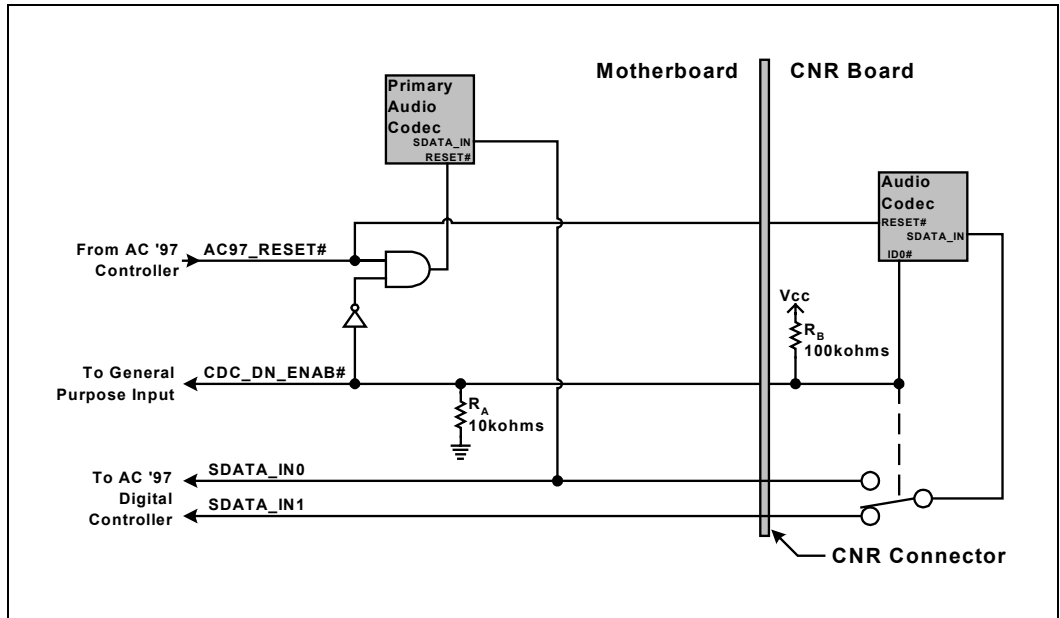 Motherboard
CNR Board
Primary
Audio
Codec
SDATA_IN
RESET#
Audio
Codec
RESET#
SDATA_IN
ID0#
From AC '97
Controller
AC97_RESET#
Vcc
RB
100kohms
To General
Purpose Input
CDC_DN_ENAB#
RA
10kohms
To AC '97
Digital
Controller
SDATA_IN0
SDATA_IN1
CNR Connector